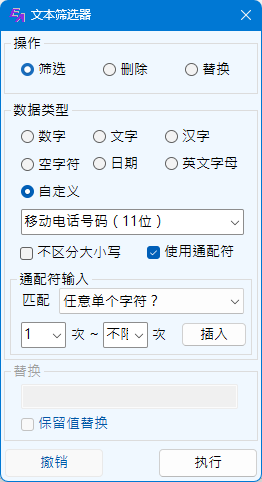 文本筛选器
操作
筛选 删除 替换
数据类型
数字 文字 汉字
空字符 日期 英文字母
自定义
移动电话号码（11位）
不区分大小写 使用通配符
通配符输入
匹配 任意单个字符？
1 次 ~ 不限 次 插入
替换
保留值替换
撤销 执行